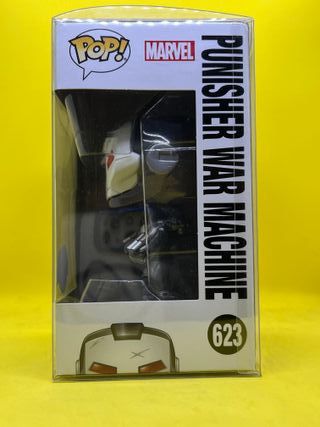 POP!
MARVEL
PUNISHER WAR MACHINE
623